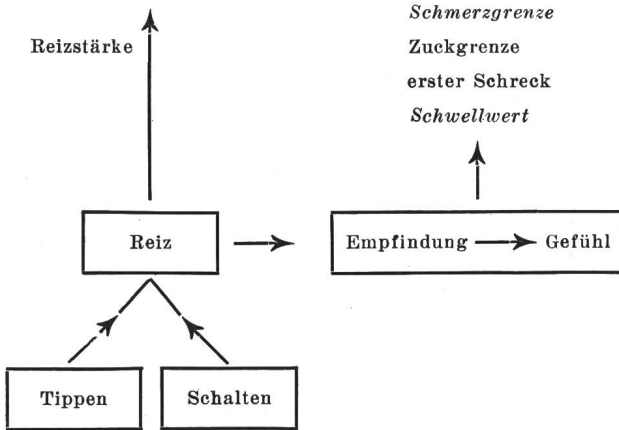 Schmerzgrenze
Reizstärke
Zuckgrenze
erster Schreck
Schwellwert
Reiz
Empfindung
Gefühl
Tippen
Schalten